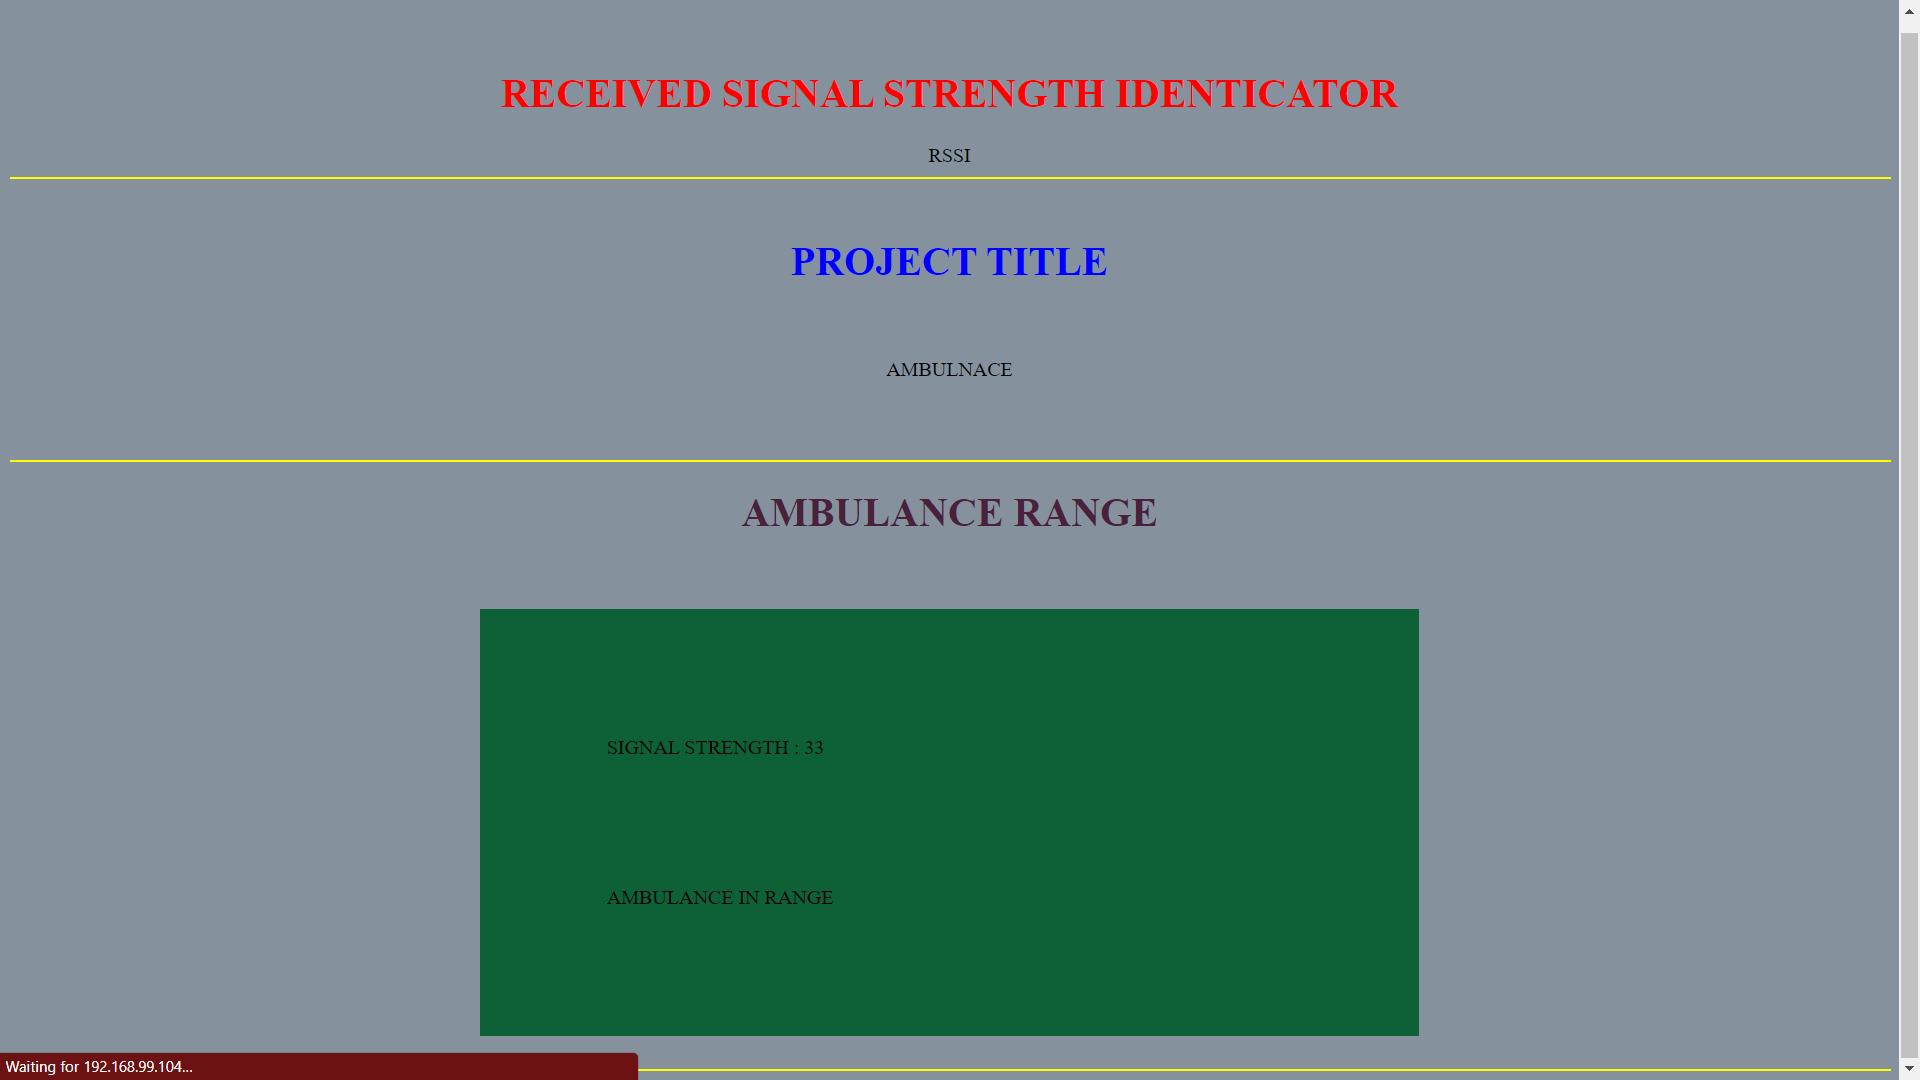 RECEIVED SIGNAL STRENGTH IDENTICATOR
RSSI
PROJECT TITLE
AMBULNACE
AMBULANCE RANGE
SIGNAL STRENGTH : 33
AMBULANCE IN RANGE
Waiting for 192.168.99.104...